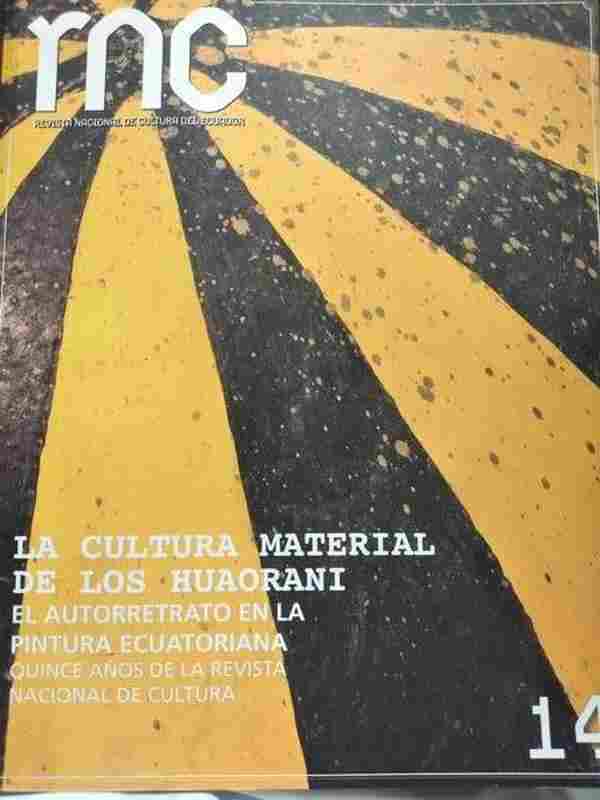 rnc
REVISTA NACIONAL DE CULTURA DEL ECUADOR
LA CULTURA MATERIAL
DE LOS HUAORANI
EL AUTORRETRATO EN LA
PINTURA ECUATORIANA
QUINCE AÑOS DE LA REVISTA
NACIONAL DE CULTURA
14